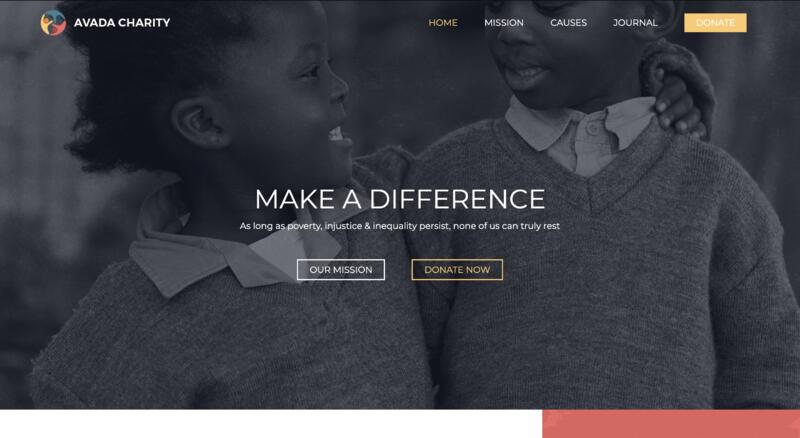 AVADA CHARITY
HOME MISSION CAUSES JOURNAL DONATE
MAKE A DIFFERENCE
As long as poverty, injustice & inequality persist, none of us can truly rest
OUR MISSION DONATE NOW